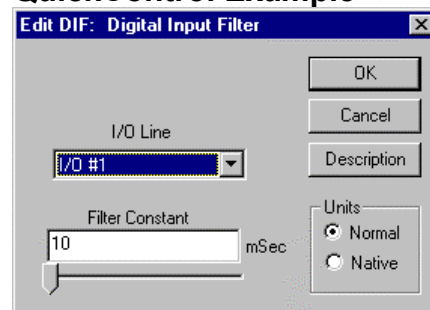 QuickControl Example
Edit DIF: Digital Input Filter
OK
Cancel
Description
I/O Line
I/O #1
Filter Constant
10
mSec
Units
Normal
Native